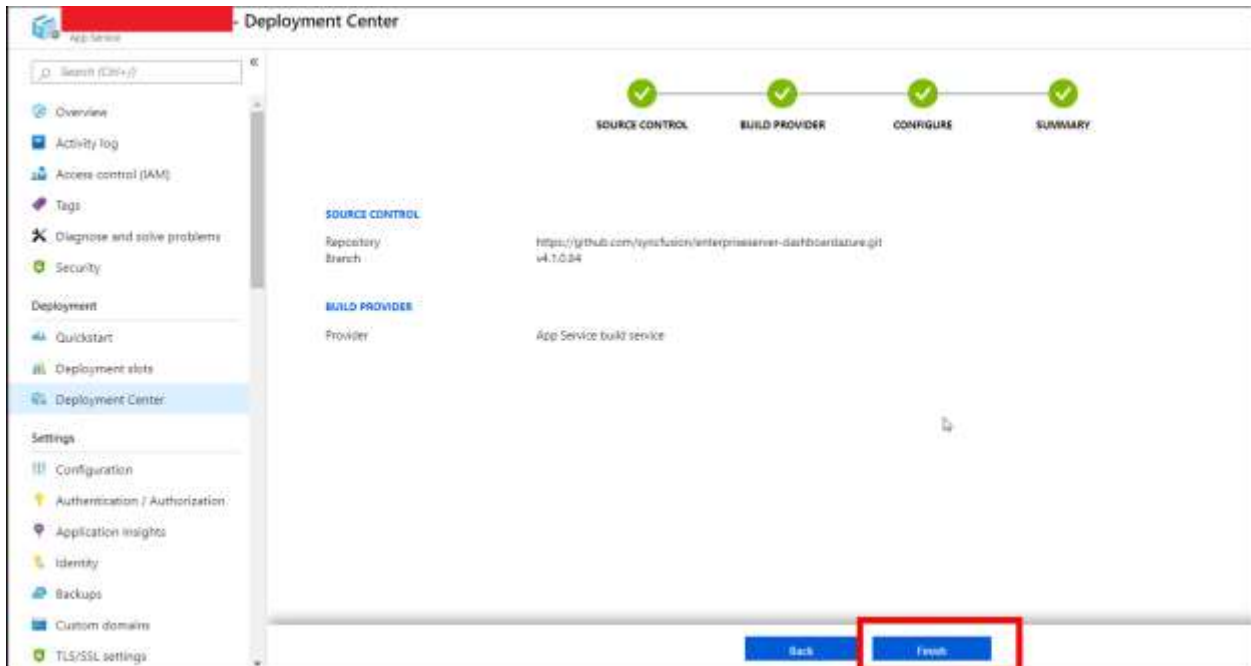 - Deployment Center
App Service
Search (Ctrl+/)
«
Overview
Activity log
Access control (IAM)
Tags
Diagnose and solve problems
Security
Deployment
Quickstart
Deployment slots
Deployment Center
Settings
Configuration
Authentication / Authorization
Application Insights
Identity
Backups
Custom domains
TLS/SSL settings
SOURCE CONTROL
BUILD PROVIDER
CONFIGURE
SUMMARY
SOURCE CONTROL
Repository https://github.com/syncfusion/enterpriseserver-dashboardazure.git
Branch v4.1.0.84
BUILD PROVIDER
Provider App Service build service
Back
Finish